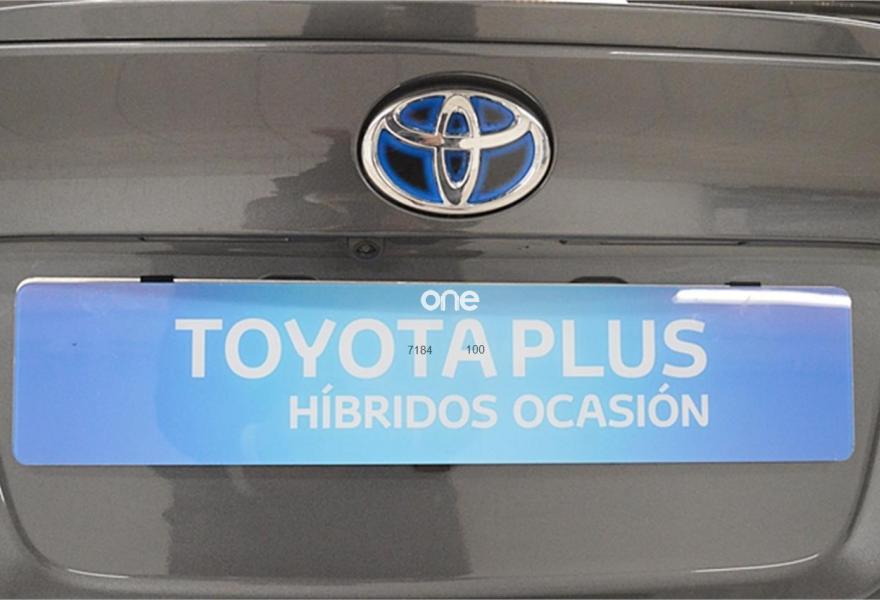 one
TOYOTA PLUS
7184 100
HÍBRIDOS OCASIÓN